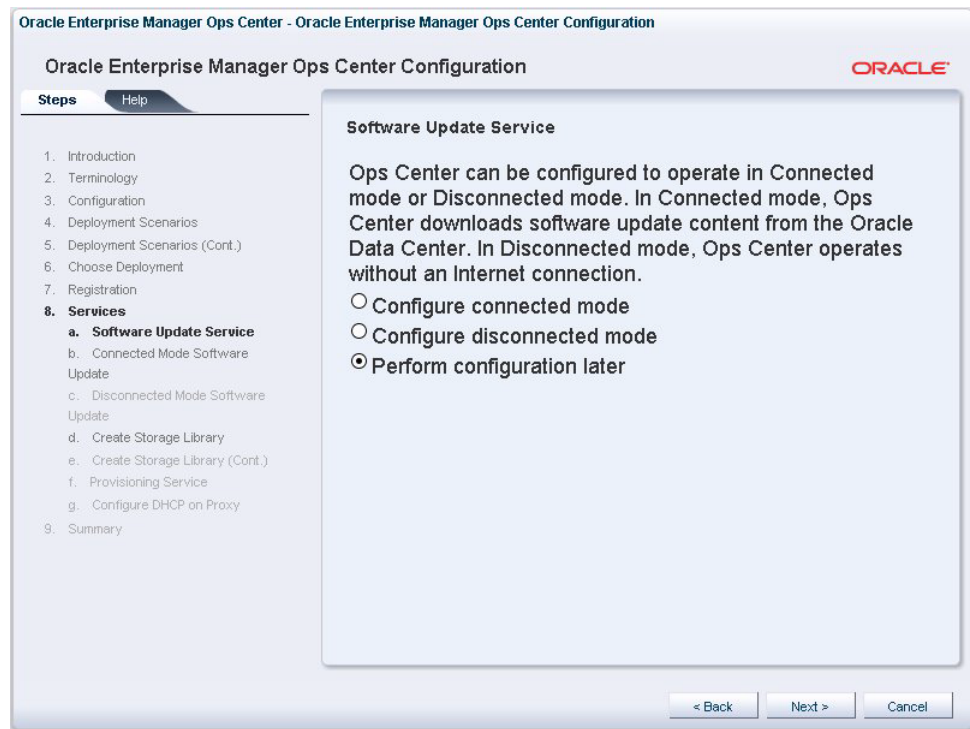 Oracle Enterprise Manager Ops Center - Oracle Enterprise Manager Ops Center Configuration
Oracle Enterprise Manager Ops Center Configuration
ORACLE
Steps
Help
1. Introduction
2. Terminology
3. Configuration
4. Deployment Scenarios
5. Deployment Scenarios (Cont.)
6. Choose Deployment
7. Registration
8. Services
a. Software Update Service
b. Connected Mode Software
Update
c. Disconnected Mode Software
Update
d. Create Storage Library
e. Create Storage Library (Cont.)
f. Provisioning Service
g. Configure DHCP on Proxy
9. Summary
Software Update Service
Ops Center can be configured to operate in Connected
mode or Disconnected mode. In Connected mode, Ops
Center downloads software update content from the Oracle
Data Center. In Disconnected mode, Ops Center operates
without an Internet connection.
Configure connected mode
Configure disconnected mode
Perform configuration later
< Back
Next >
Cancel